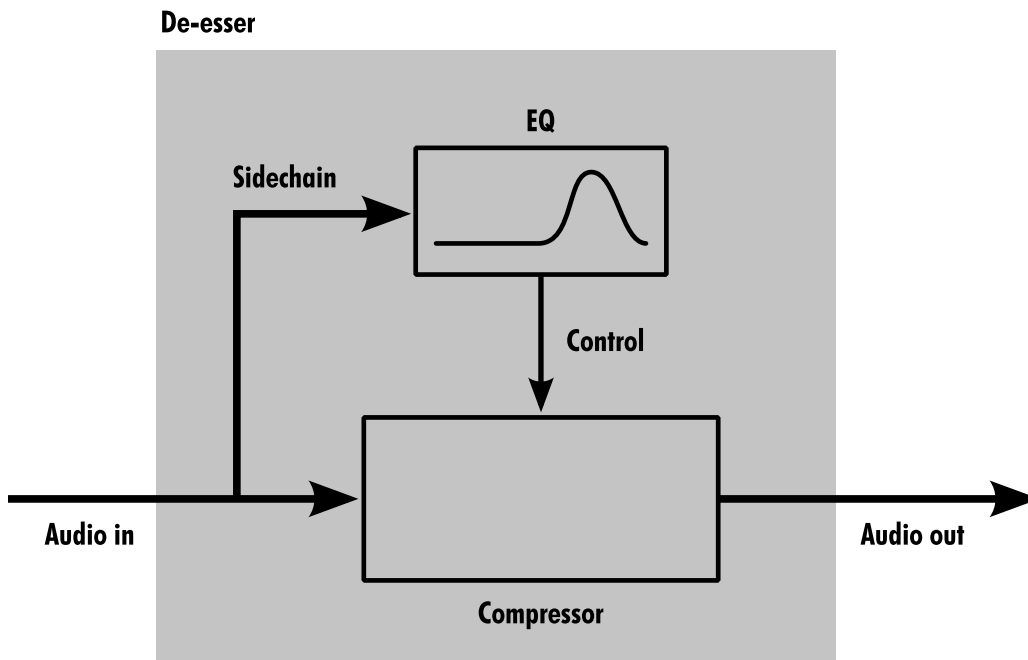 De-esser
EQ
Sidechain
Control
Audio in
Audio out
Compressor